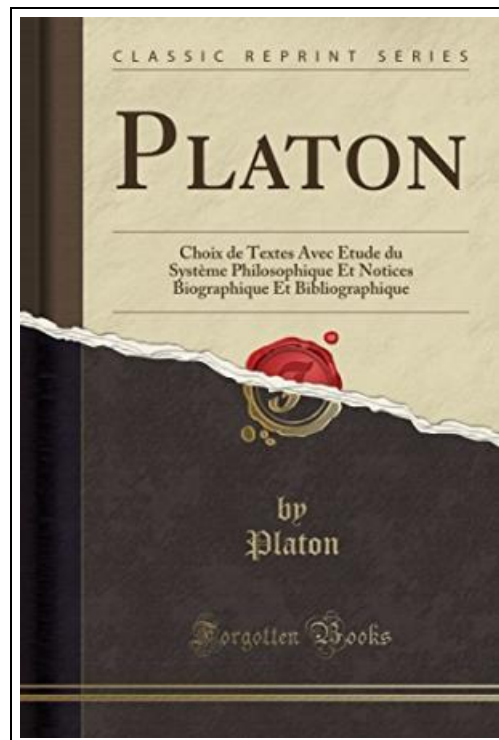 CLASSIC REPRINT SERIES
PLATON
Choix de Textes Avec Etude du
Système Philosophique Et Notices
Biographique Et Bibliographique
by
Platon
Forgotten Books